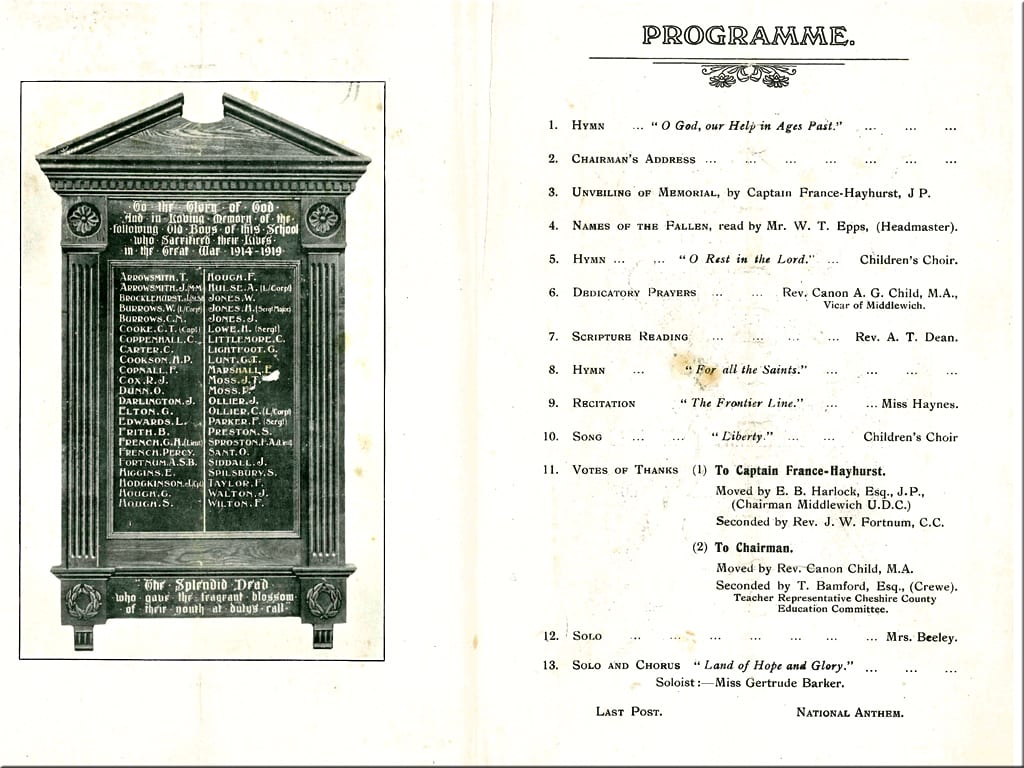 To the Glory of God
And in Loving Memory of the
following Old Boys of this School
who Sacrificed their Lives
in the Great War 1914-1919
ARROWSMITH.T.
ARROWSMITH.J.(MM)
BROCKLEHURST.J.
BURROWS.W.(L/Corp)
BURROWS.C.N.
COOKE.C.T.(Capt)
COPPENHALL.C.
CARTER.C.
COOKSON.H.P.
COPNALL.F.
COX.R.J.
DUNN.O.
DARLINGTON.J.
ELTON.G.
EDWARDS.L.
FRITH.B.
FRENCH.G.H.(Lieut)
FRENCH.PERCY.
FORTNUM.A.S.B.
HIGGINS.E.
HODGKINSON.J.(Cpl)
HOUGH.G.
HOUGH.S.
HOUGH.F.
HULSE.A.(L/Corp)
JONES.W.
JONES.H.(Sergt Major)
JONES.J.
LOWE.H.(Sergt)
LITTLEMORE.C.
LIGHTFOOT.G.
LUNT.G.T.
MARSHALL.F
MOSS.J.T.
MOSS.
OLLIER.J.
OLLIER.C.(L/Corp)
PARKER.F.(Sergt)
PRESTON.S.
SPROSTON.F.A.(Lieut)
SANT.O.
SIDDALL.J.
SPILSBURY.S.
TAYLOR.F.
WALTON.J.
WILTON.F.
"The Splendid Dead
who gave the fragrant blossom
of their youth at duty's call"
PROGRAMME.
1. HYMN ... "O God, our Help in Ages Past." ... ... ...
2. CHAIRMAN'S ADDRESS ... ... ... ... ... ... ...
3. UNVEILING OF MEMORIAL, by Captain France-Hayhurst, J P.
4. NAMES OF THE FALLEN, read by Mr. W. T. Epps, (Headmaster).
5. HYMN ... ... "O Rest in the Lord." ... Children's Choir.
6. DEDICATORY PRAYERS ... ... Rev. Canon A. G. Child, M.A.,
Vicar of Middlewich.
7. SCRIPTURE READING ... ... ... ... Rev. A. T. Dean.
8. HYMN ... "For all the Saints." ... ... ... ...
9. RECITATION "The Frontier Line." ... ... Miss Haynes.
10. SONG ... ... "Liberty." ... ... Children's Choir
11. VOTES OF THANKS (1) To Captain France-Hayhurst.
Moved by E. B. Harlock, Esq., J.P.,
(Chairman Middlewich U.D.C.)
Seconded by Rev. J. W. Fortnum, C.C.
(2) To Chairman.
Moved by Rev. Canon Child, M.A.
Seconded by T. Bamford, Esq., (Crewe).
Teacher Representative Cheshire County
Education Committee.
12. SOLO ... ... ... ... ... ... ... Mrs. Beeley.
13. SOLO AND CHORUS "Land of Hope and Glory." ... ... ...
Soloist:—Miss Gertrude Barker.
LAST POST. NATIONAL ANTHEM.